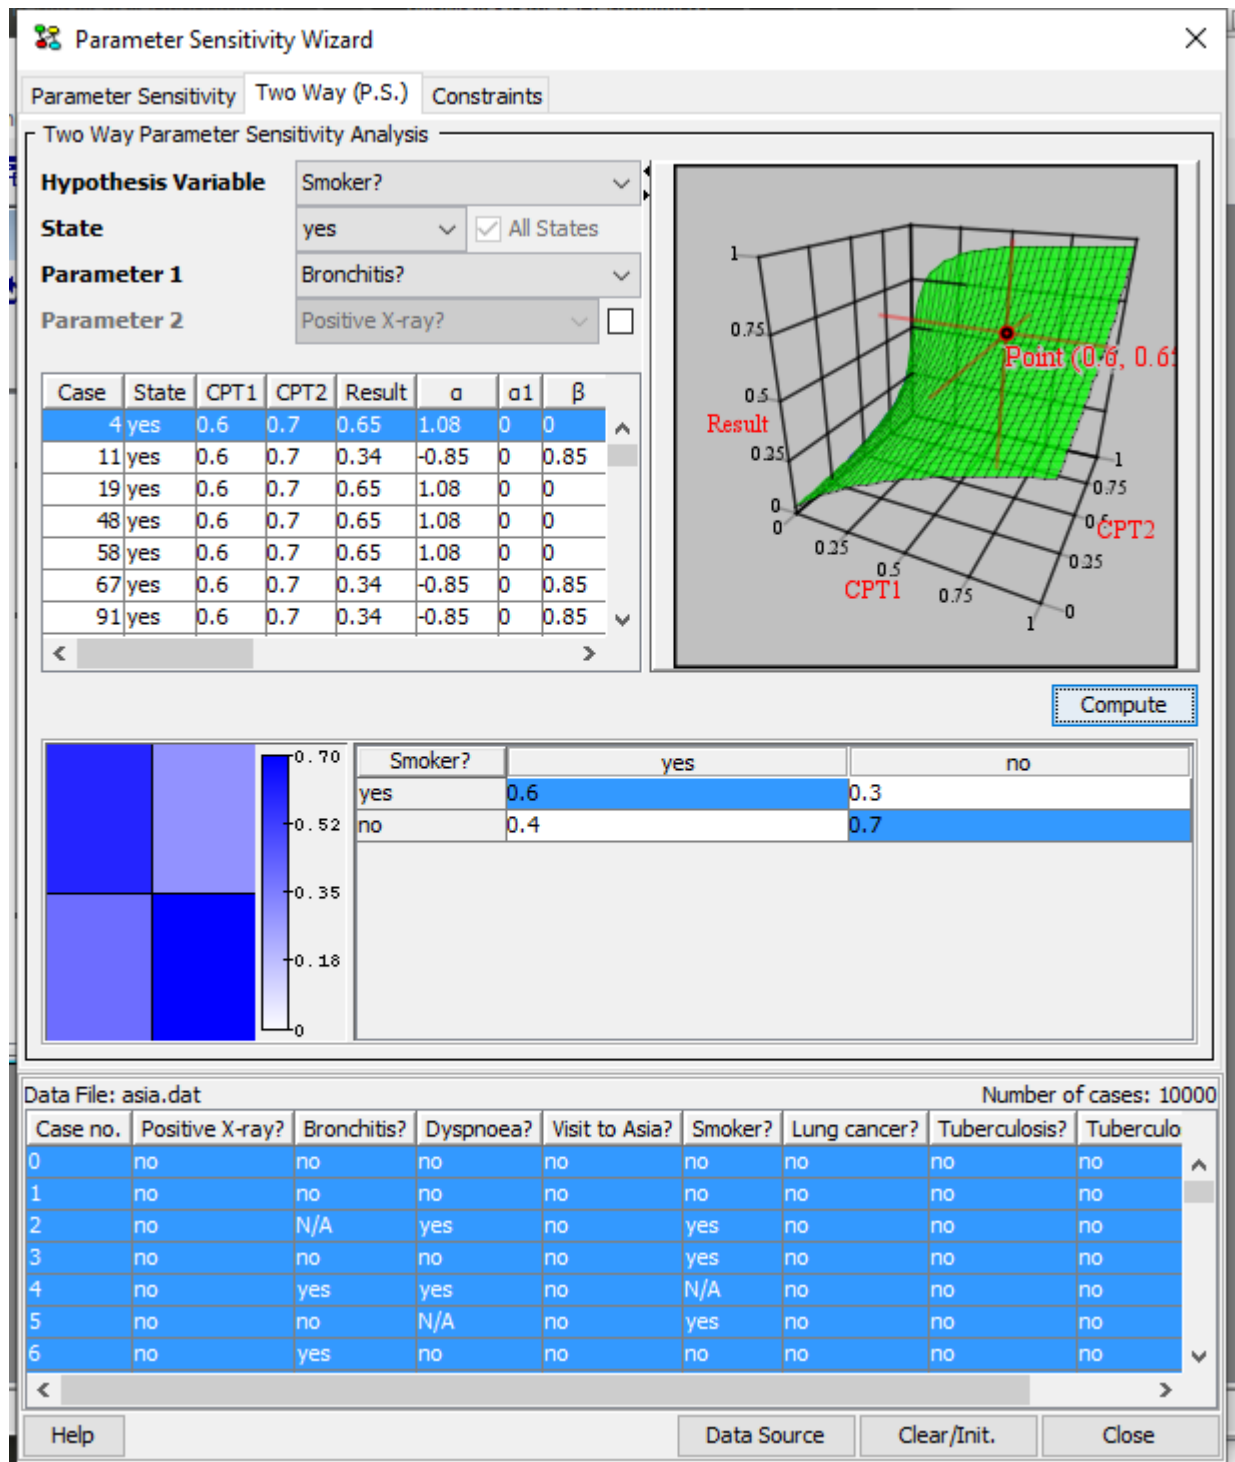 Parameter Sensitivity Wizard
Parameter Sensitivity Two Way (P.S.) Constraints
Two Way Parameter Sensitivity Analysis
Hypothesis Variable Smoker?
State yes All States
Parameter 1 Bronchitis?
Parameter 2 Positive X-ray?
Case State CPT1 CPT2 Result α α1 β
4 yes 0.6 0.7 0.65 1.08 0 0
11 yes 0.6 0.7 0.34 -0.85 0 0.85
19 yes 0.6 0.7 0.65 1.08 0 0
48 yes 0.6 0.7 0.65 1.08 0 0
58 yes 0.6 0.7 0.65 1.08 0 0
67 yes 0.6 0.7 0.34 -0.85 0 0.85
91 yes 0.6 0.7 0.34 -0.85 0 0.85
1
0.75
Point (0.6, 0.65
0.5
Result
0.25
0
0
0.25
0.5
CPT1
0.75
1
1
0.75
0.5
CPT2
0.25
0
Compute
0.70
0.52
0.35
0.18
0
Smoker? yes no
yes 0.6 0.3
no 0.4 0.7
Data File: asia.dat Number of cases: 10000
Case no. Positive X-ray? Bronchitis? Dyspnoea? Visit to Asia? Smoker? Lung cancer? Tuberculosis? Tuberculo
0 no no no no no no no no
1 no no no no no no no no
2 no N/A yes no yes no no no
3 no no no no yes no no no
4 no yes yes no N/A no no no
5 no no N/A no yes no no no
6 no yes no no no no no no
Help Data Source Clear/Init. Close